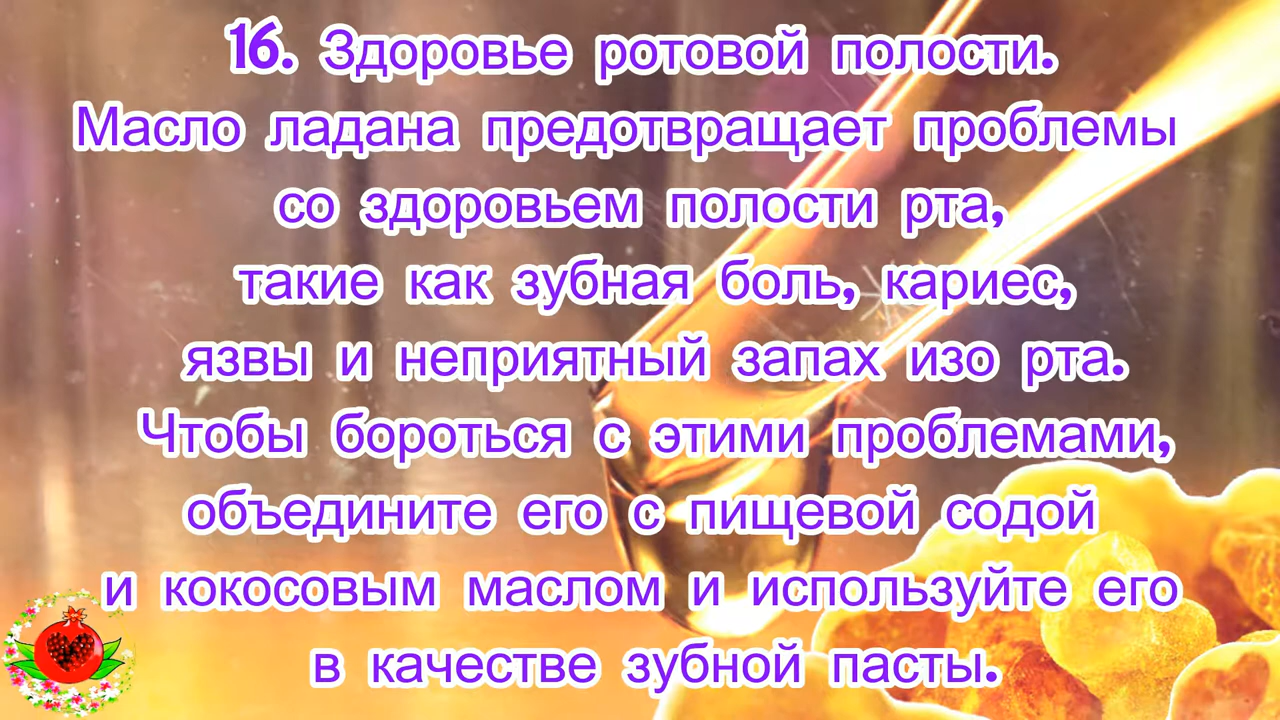 16. Здоровье ротовой полости.
Масло ладана предотвращает проблемы
со здоровьем полости рта,
такие как зубная боль, кариес,
язвы и неприятный запах изо рта.
Чтобы бороться с этими проблемами,
объедините его с пищевой содой
и кокосовым маслом и используйте его
в качестве зубной пасты.